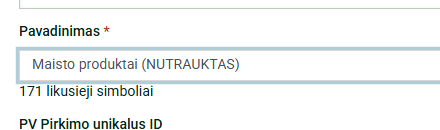 Pavadinimas *
Maisto produktai (NUTRAUKTAS)
171 likusieji simboliai
PV Pirkimo unikalus ID